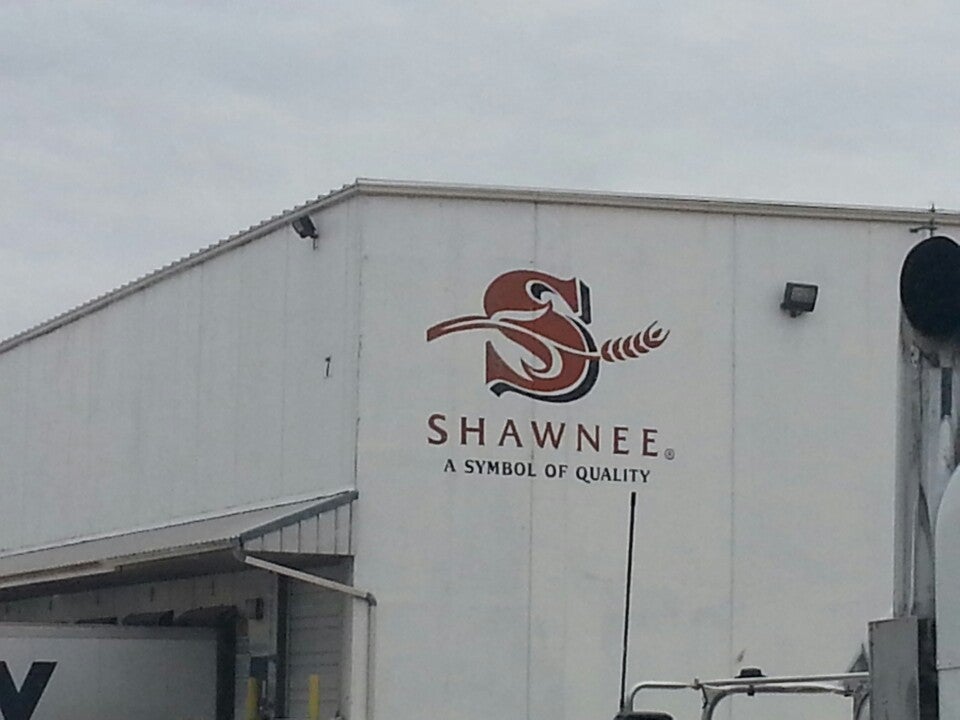 S
SHAWNEE®
A SYMBOL OF QUALITY
Y